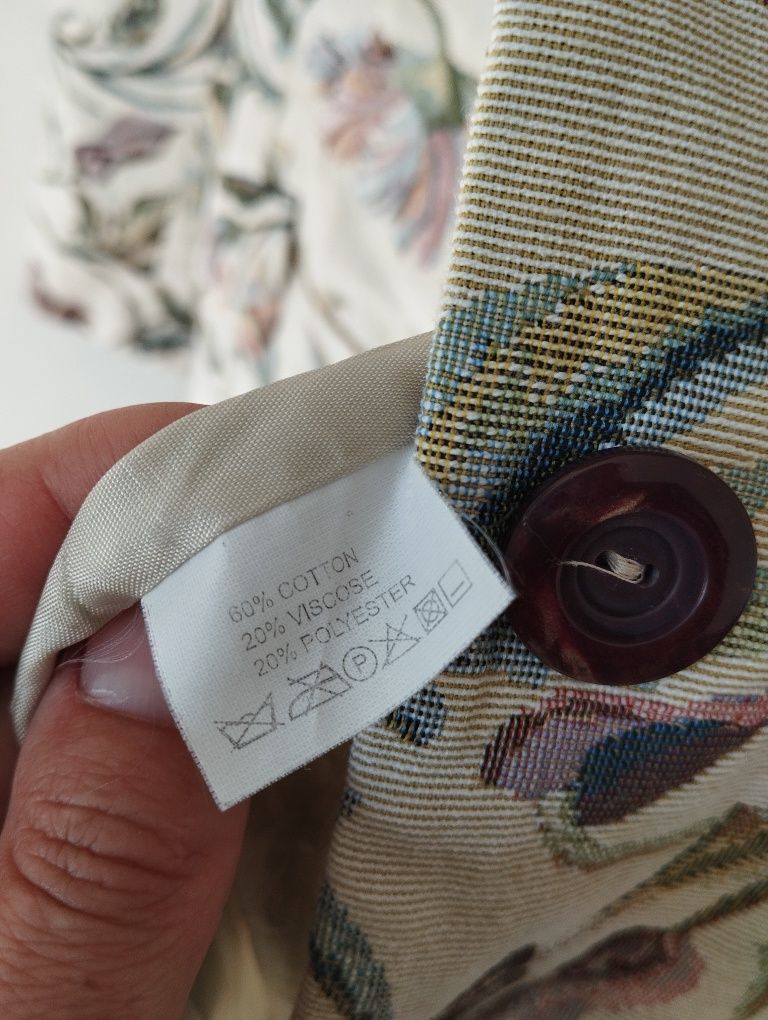 60% COTTON
20% VISCOSE
20% POLYESTER
P